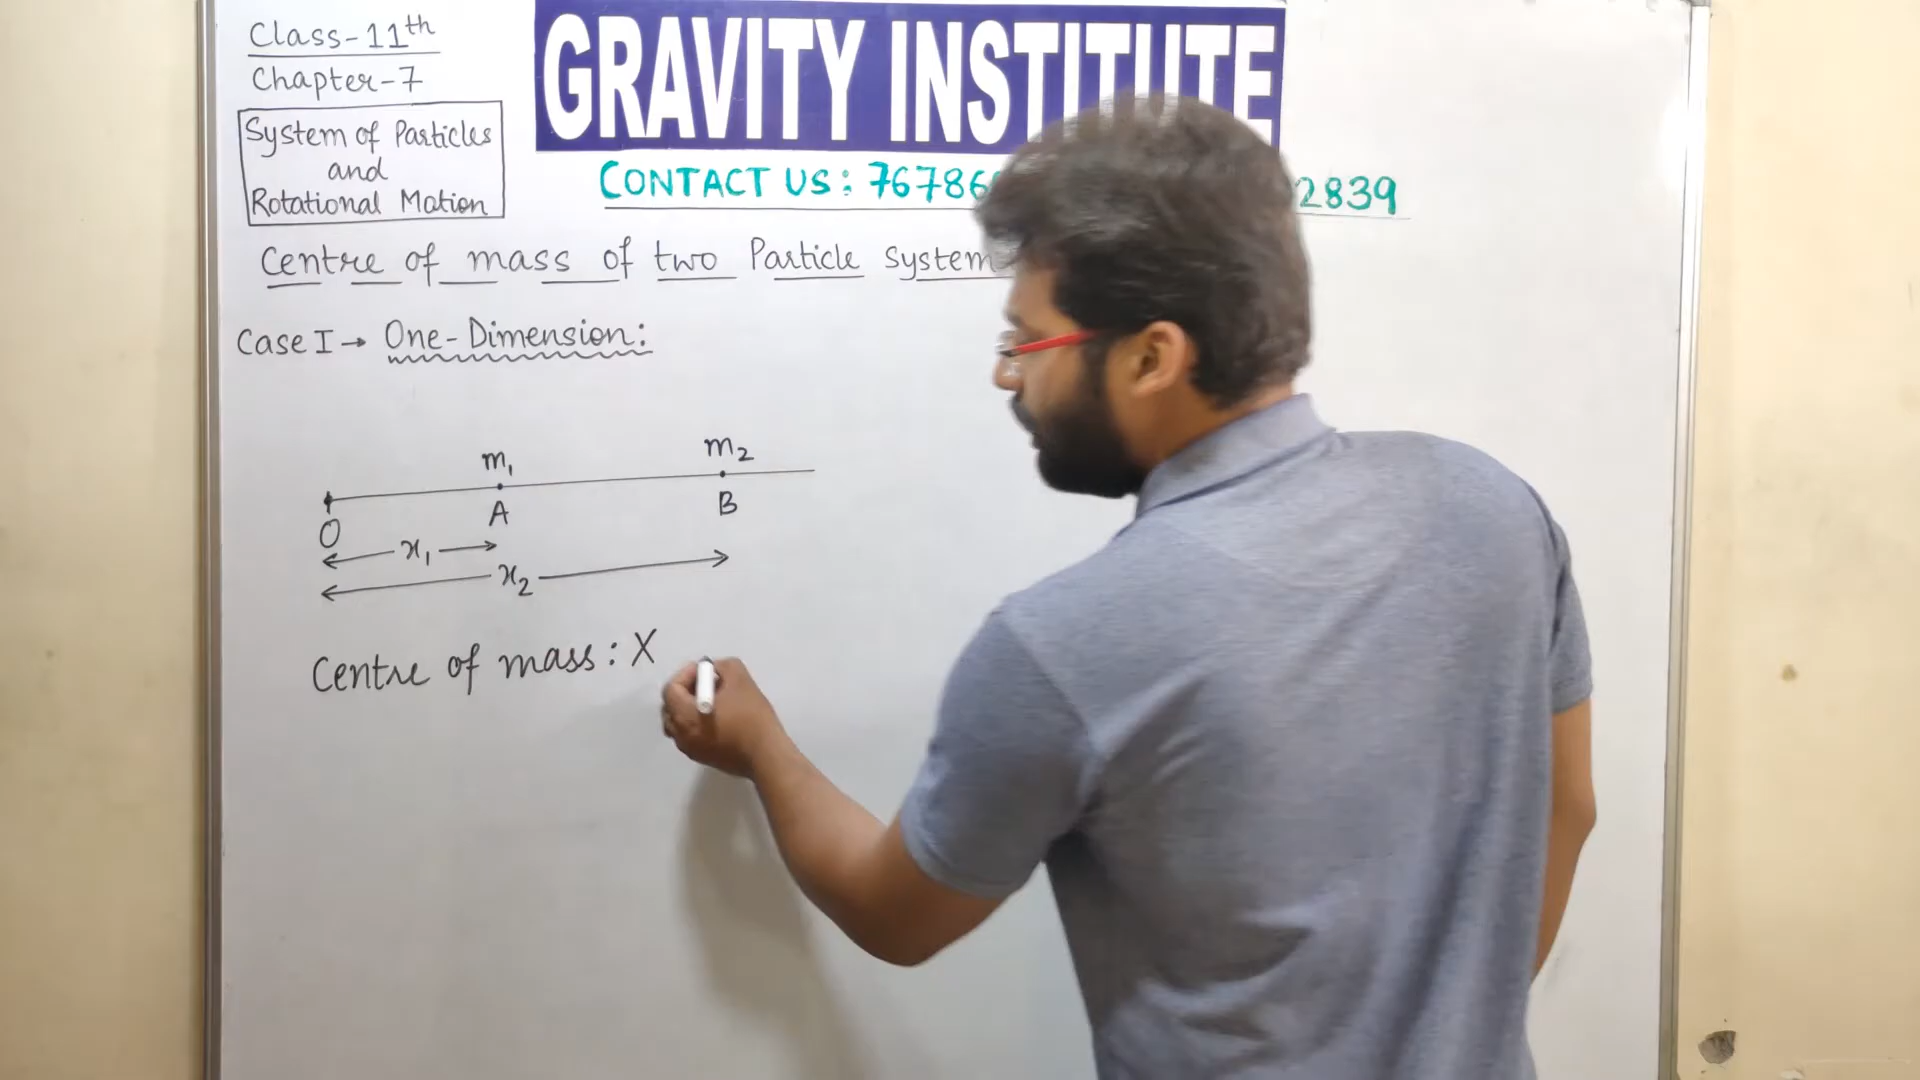 Class-11th
Chapter-7
System of Particles
and
Rotational Motion
GRAVITY INSTITUTE
CONTACT US: 76786 2839
Centre of mass of two Particle System
Case I → One-Dimension:
m1 m2
O A B
x1
x2
Centre of mass: X